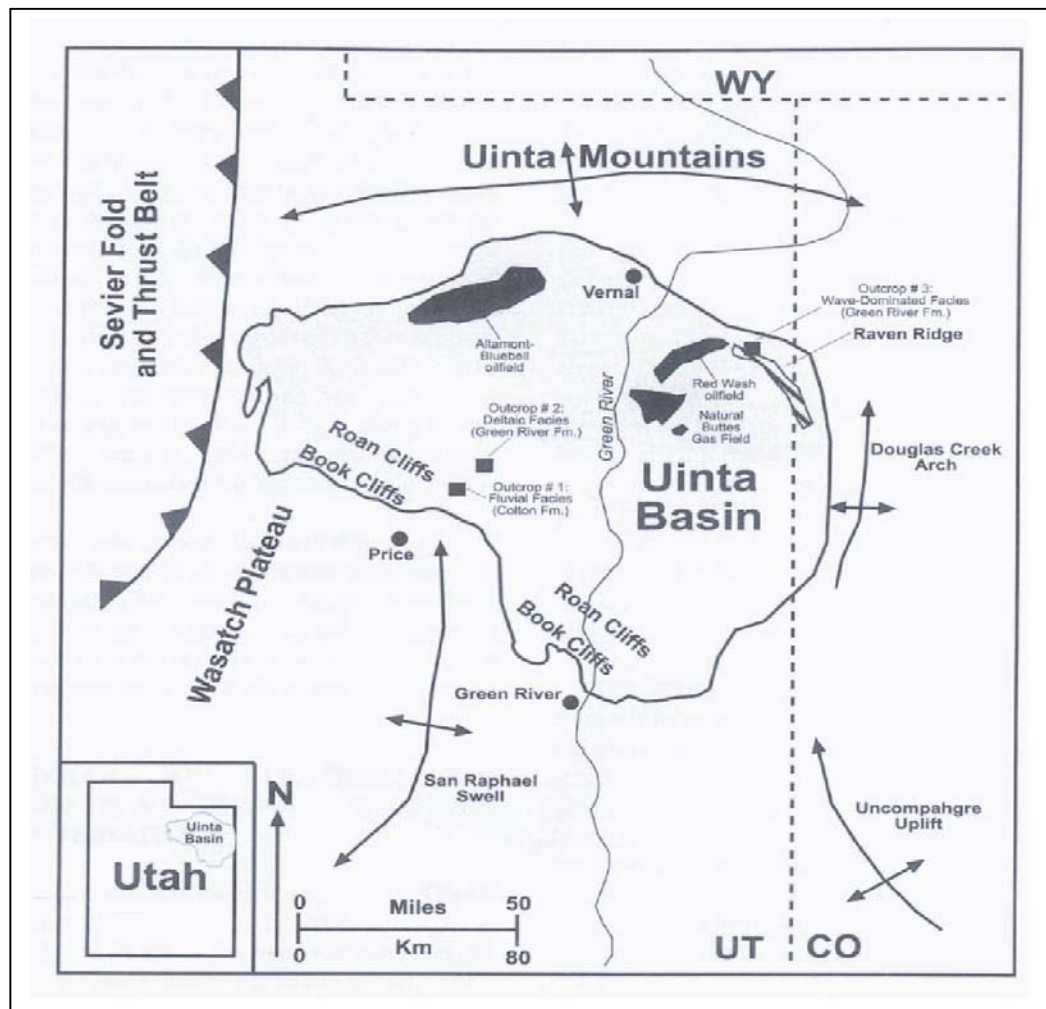 WY
Uinta Mountains
Sevier Fold
and Thrust Belt
Vernal
Outcrop # 3:
Wave-Dominated Facies
(Green River Fm.)
Raven Ridge
Altamont-
Bluebell
oilfield
Red Wash
oilfield
Green River
Natural
Buttes
Gas Field
Outcrop # 2:
Deltaic Facies
(Green River Fm.)
Roan Cliffs
Book Cliffs
Outcrop # 1:
Fluvial Facies
(Colton Fm.)
Uinta
Basin
Douglas Creek
Arch
Price
Wasatch Plateau
Roan Cliffs
Book Cliffs
Green River
San Raphael
Swell
Uncompahgre
Uplift
Uinta
Basin
Utah
N
0 Miles 50
0 Km 80
UT CO